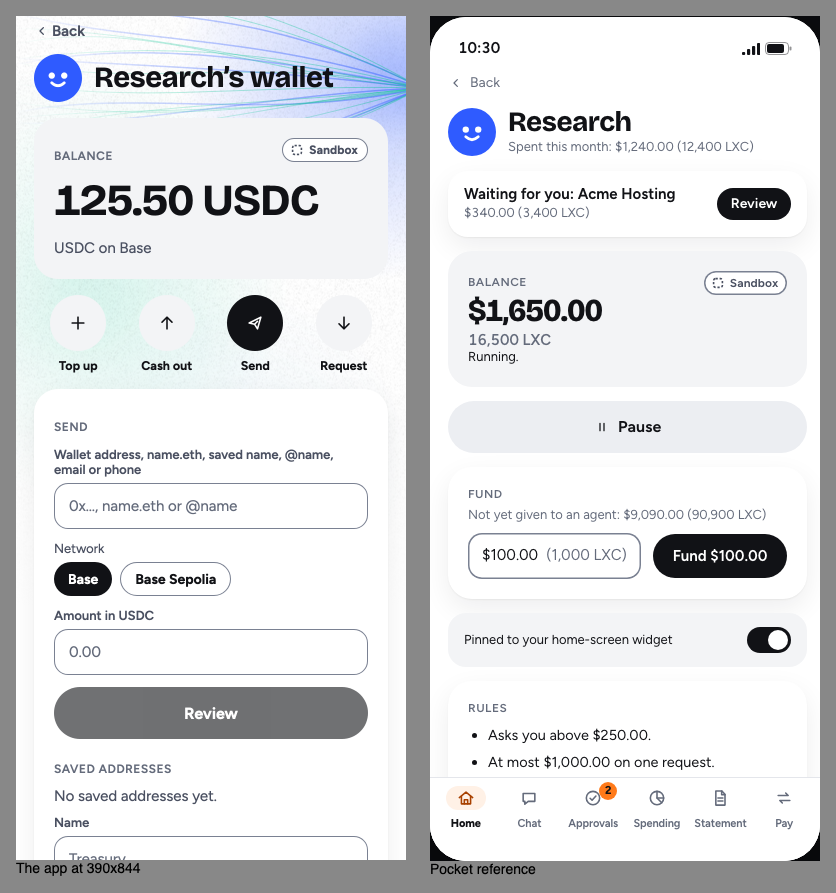 Back
Research's wallet
BALANCE
Sandbox
125.50 USDC
USDC on Base
Top up
Cash out
Send
Request
SEND
Wallet address, name.eth, saved name, @name,
email or phone
0x..., name.eth or @name
Network
Base
Base Sepolia
Amount in USDC
0.00
Review
SAVED ADDRESSES
No saved addresses yet.
Name
Treasury
The app at 390x844
10:30
Back
Research
Spent this month: $1,240.00 (12,400 LXC)
Waiting for you: Acme Hosting
$340.00 (3,400 LXC)
Review
BALANCE
Sandbox
$1,650.00
16,500 LXC
Running.
Pause
FUND
Not yet given to an agent: $9,090.00 (90,900 LXC)
$100.00 (1,000 LXC)
Fund $100.00
Pinned to your home-screen widget
RULES
• Asks you above $250.00.
• At most $1,000.00 on one request.
2
Home
Chat
Approvals
Spending
Statement
Pay
Pocket reference